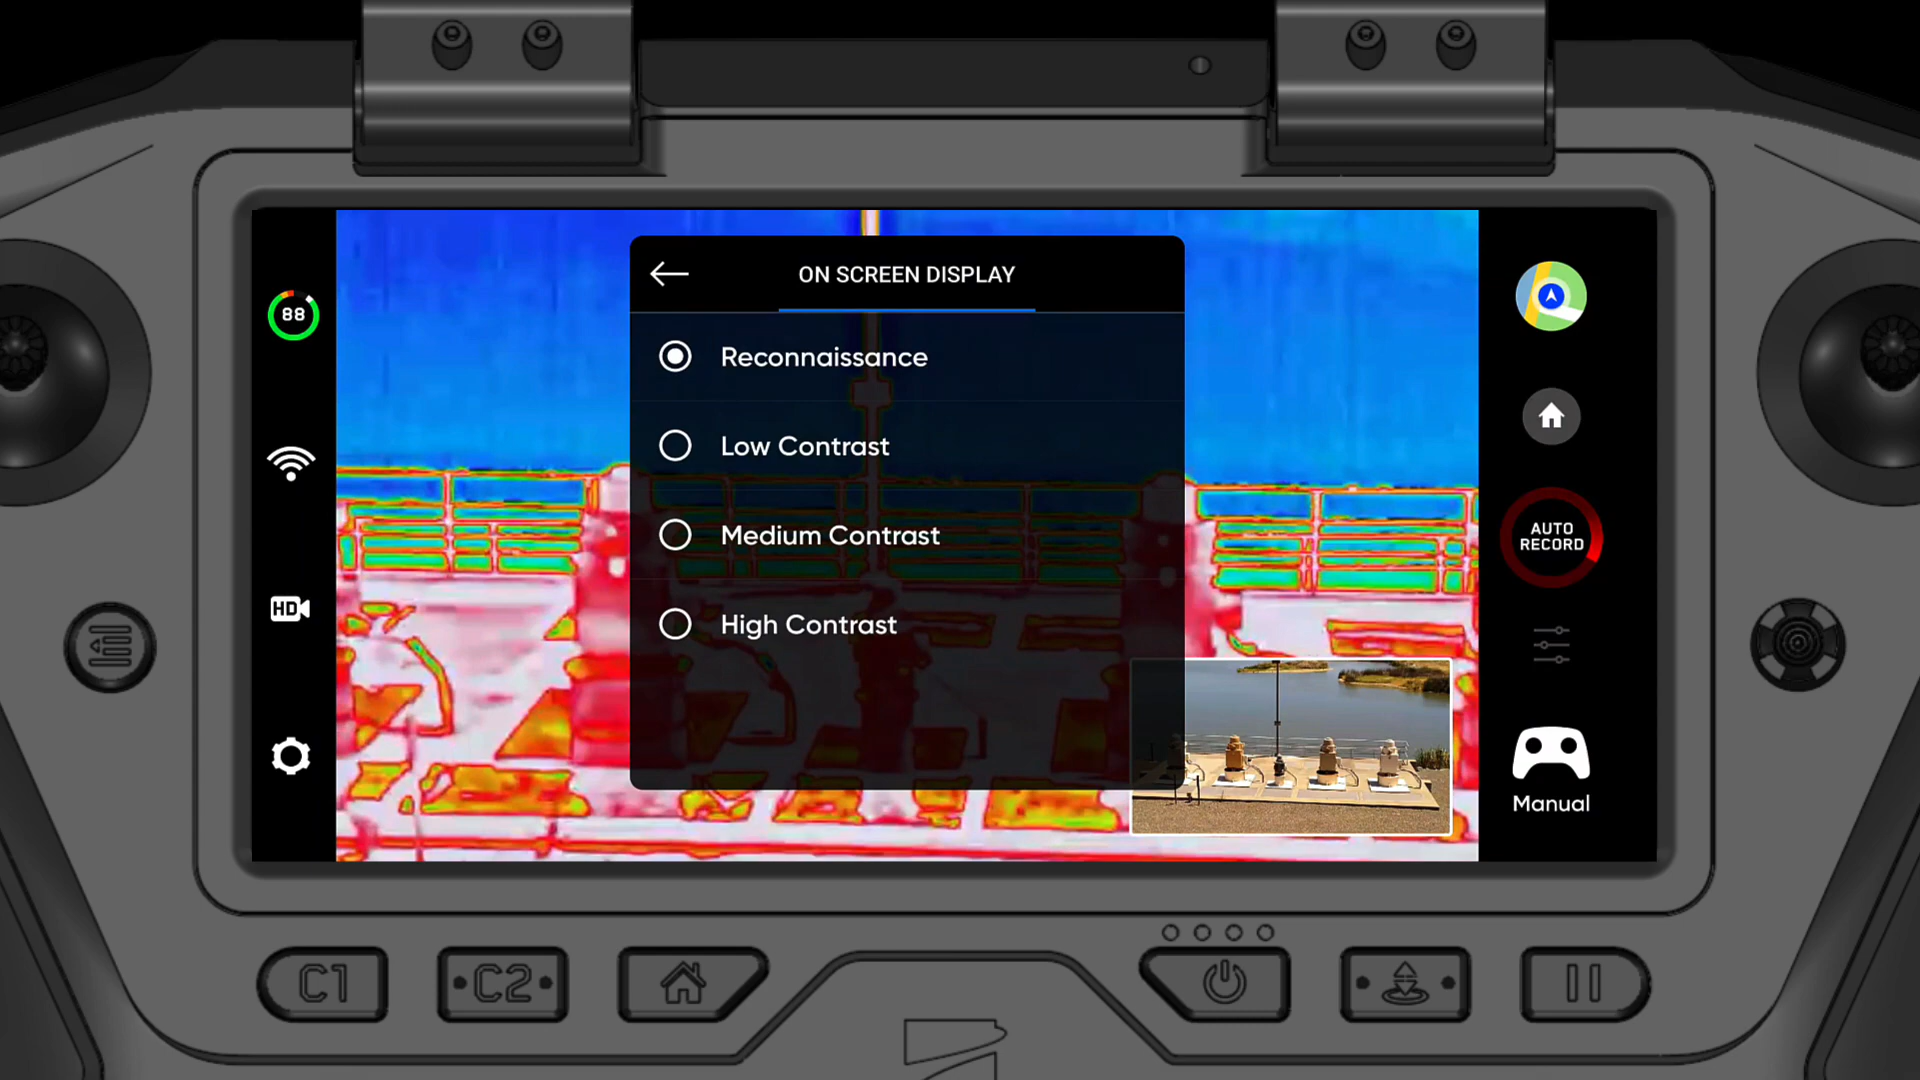 ON SCREEN DISPLAY
88
Reconnaissance
Low Contrast
Medium Contrast
High Contrast
HD
AUTO
RECORD
Manual
C1
C2